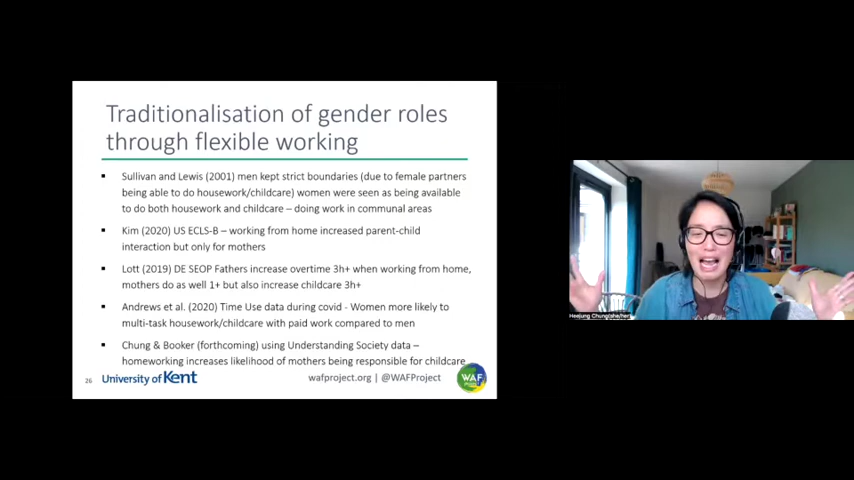 Traditionalisation of gender roles
through flexible working
▪ Sullivan and Lewis (2001) men kept strict boundaries (due to female partners
being able to do housework/childcare) women were seen as being available
to do both housework and childcare – doing work in communal areas
▪ Kim (2020) US ECLS-B – working from home increased parent-child
interaction but only for mothers
▪ Lott (2019) DE SEOP Fathers increase overtime 3h+ when working from home,
mothers do as well 1+ but also increase childcare 3h+
▪ Andrews et al. (2020) Time Use data during covid - Women more likely to
multi-task housework/childcare with paid work compared to men
▪ Chung & Booker (forthcoming) using Understanding Society data –
homeworking increases likelihood of mothers being responsible for childcare
26 University of Kent wafproject.org | @WAFProject WAF
Heejung Chung(she/her)